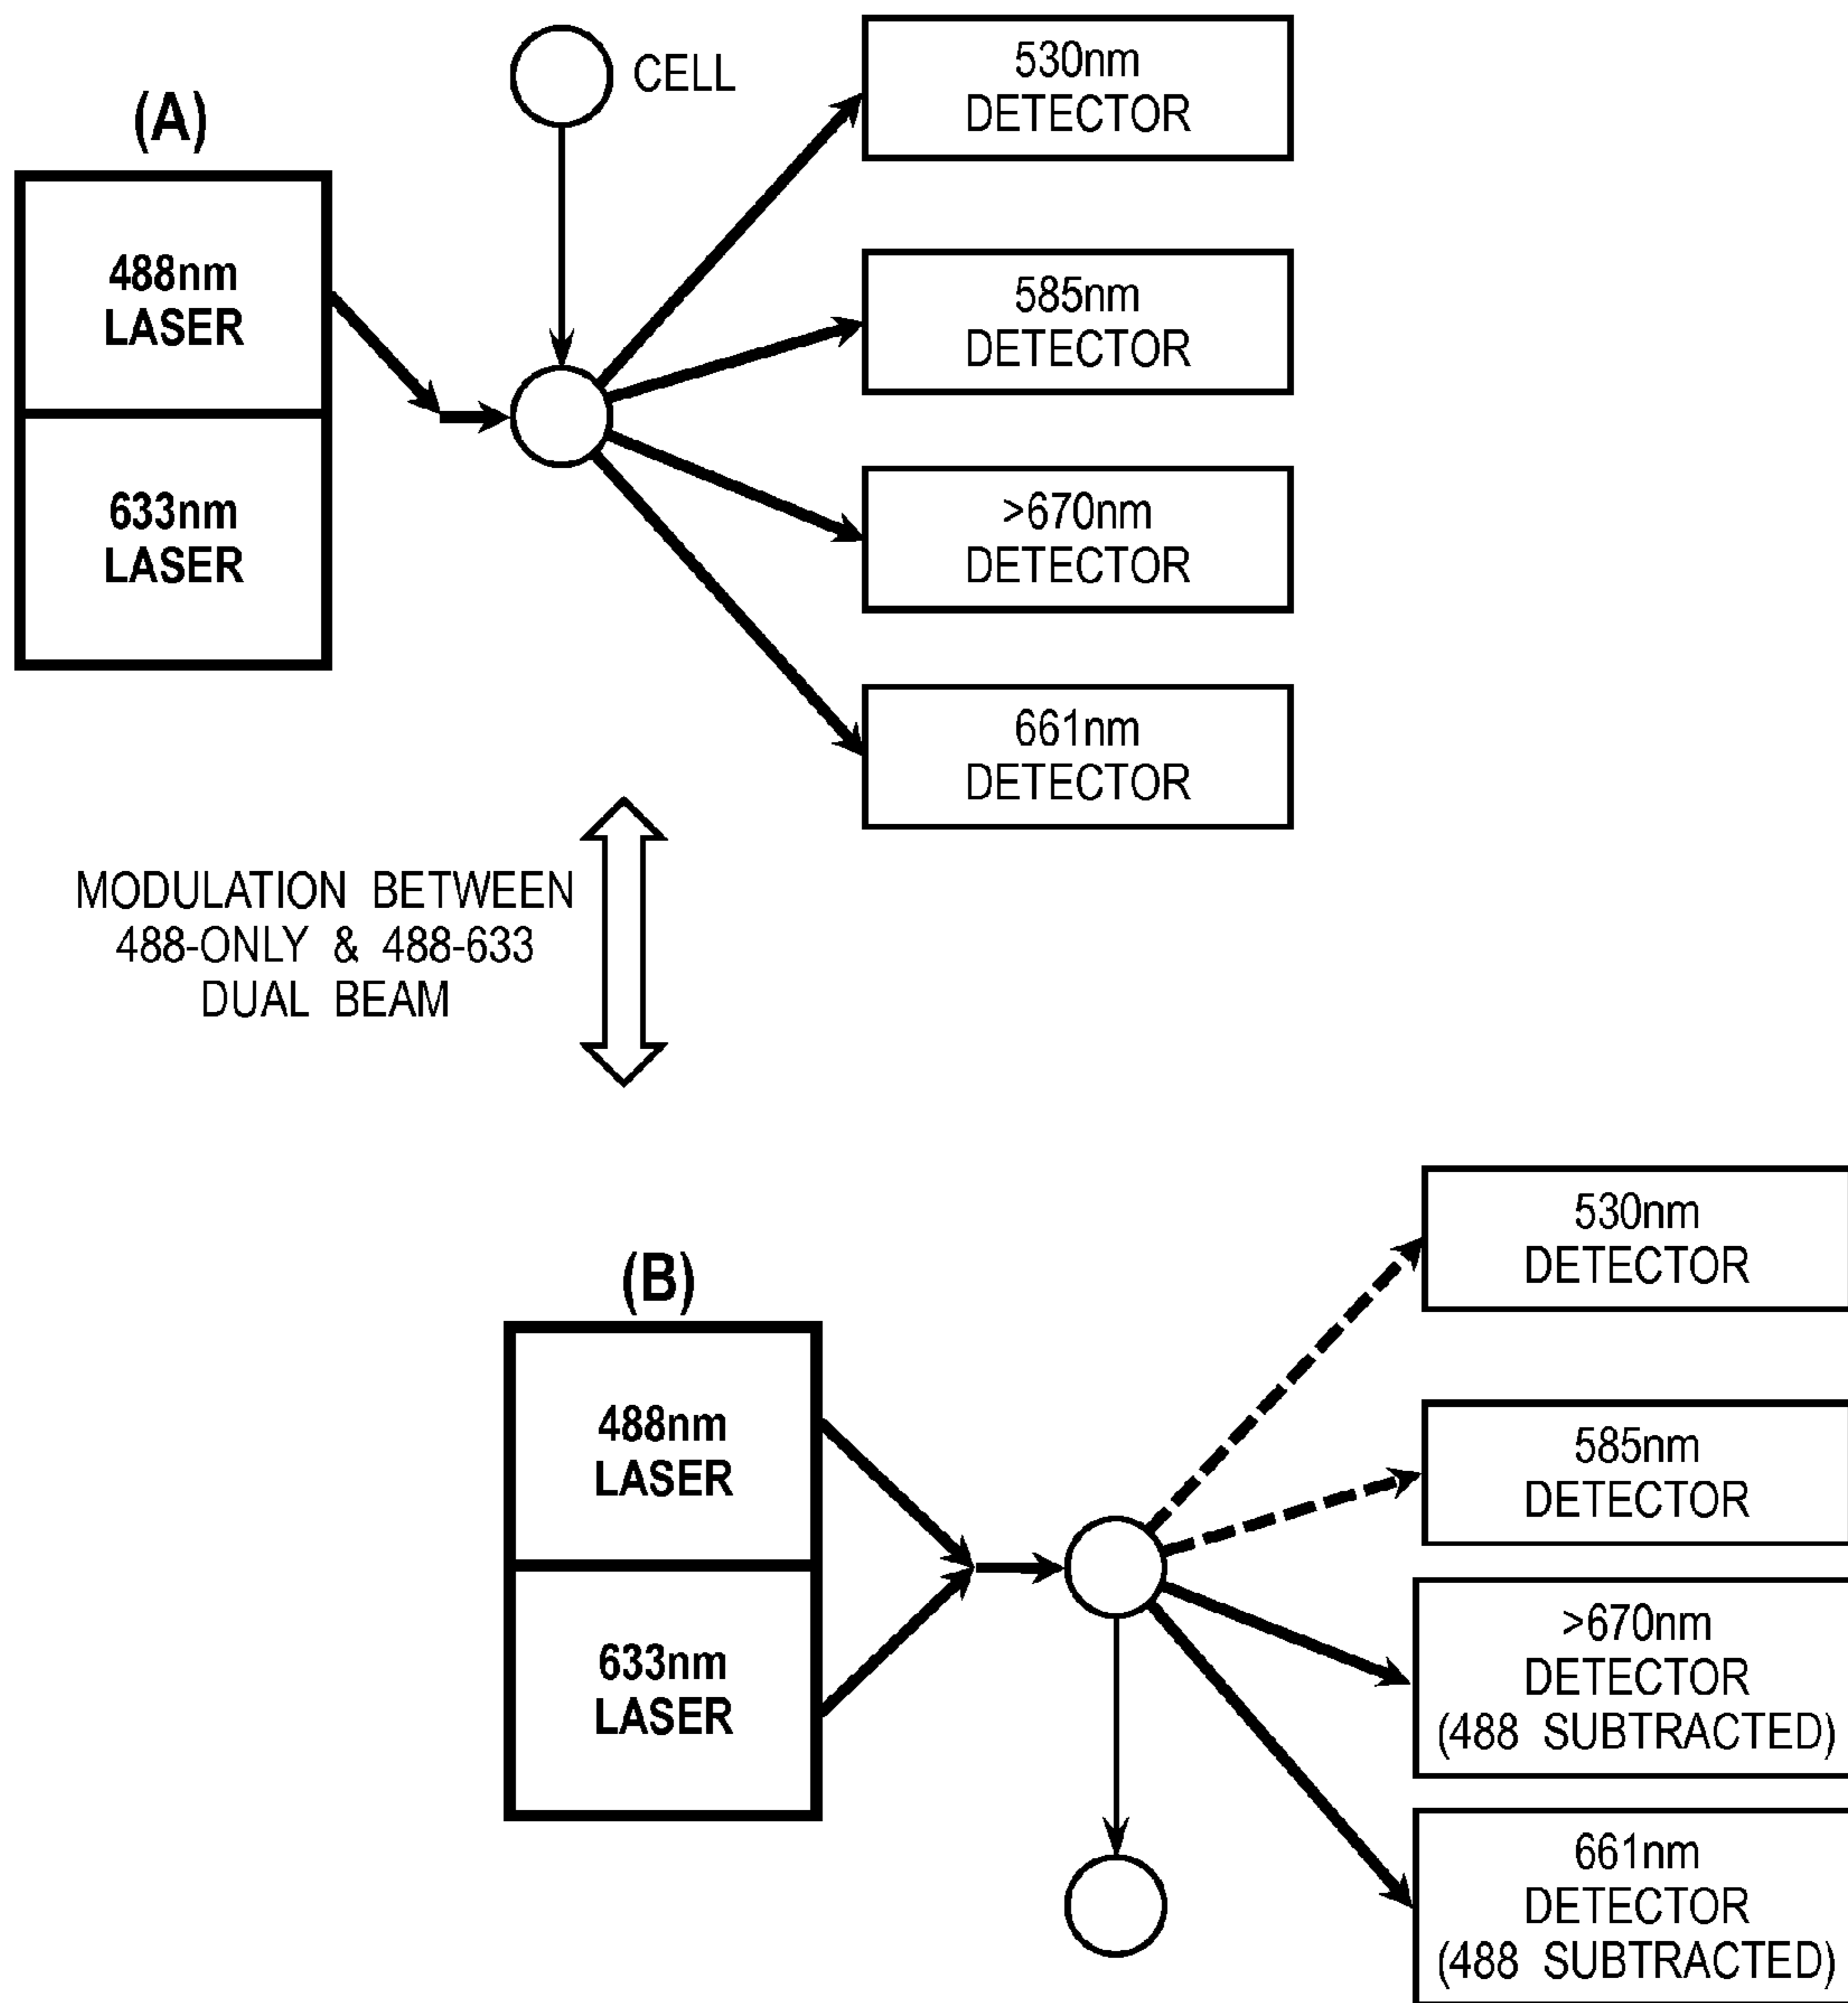 (A)
488nm
LASER
633nm
LASER
CELL
530nm
DETECTOR
585nm
DETECTOR
>670nm
DETECTOR
661nm
DETECTOR
MODULATION BETWEEN
488-ONLY & 488-633
DUAL BEAM
(B)
488nm
LASER
633nm
LASER
530nm
DETECTOR
585nm
DETECTOR
>670nm
DETECTOR
(488 SUBTRACTED)
661nm
DETECTOR
(488 SUBTRACTED)